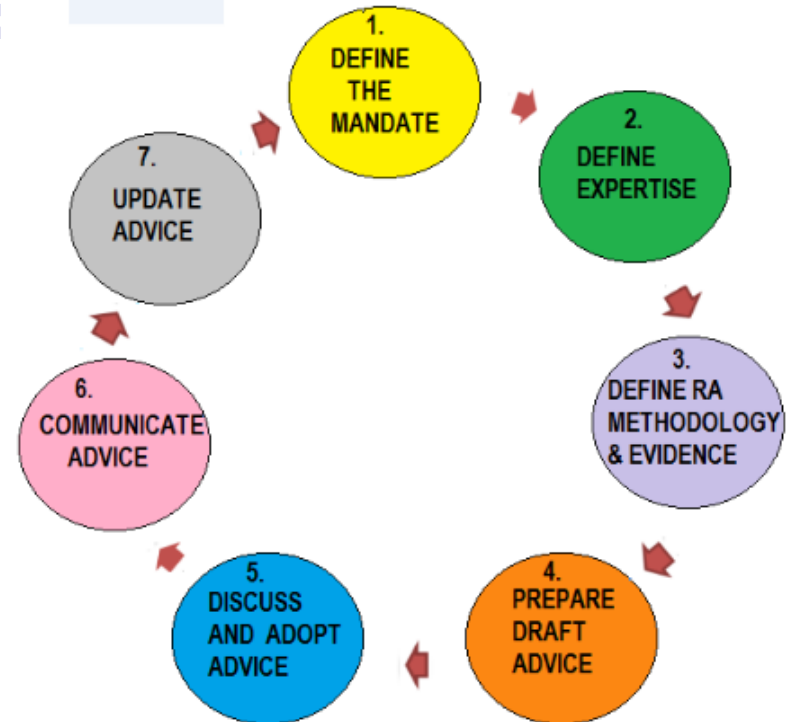 1.
DEFINE
THE
MANDATE
2.
DEFINE
EXPERTISE
3.
DEFINE RA
METHODOLOGY
& EVIDENCE
4.
PREPARE
DRAFT
ADVICE
5.
DISCUSS
AND ADOPT
ADVICE
6.
COMMUNICATE
ADVICE
7.
UPDATE
ADVICE